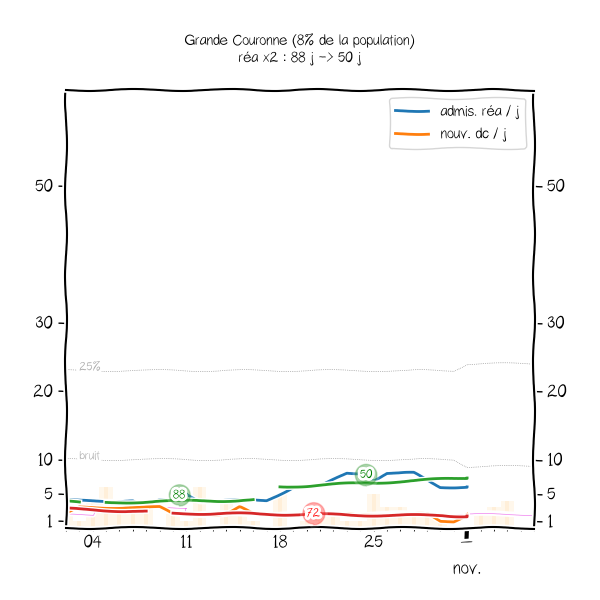 Grande Couronne (8% de la population)
réa x2 : 88 j -> 50 j
admis. réa / j
nouv. dc / j
50 50
30 30
25%
20 20
bruit
10 10
50
88
5 5
72
1 1
04 11 18 25 1
nov.